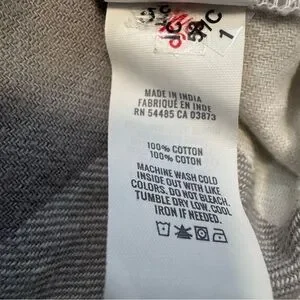 MADE IN INDIA
FABRIQUÉ EN INDE
RN 54485 CA 03873
100% COTTON
100% COTON
MACHINE WASH COLD
INSIDE OUT WITH LIKE
COLORS. DO NOT BLEACH.
TUMBLE DRY LOW. COOL
IRON IF NEEDED.